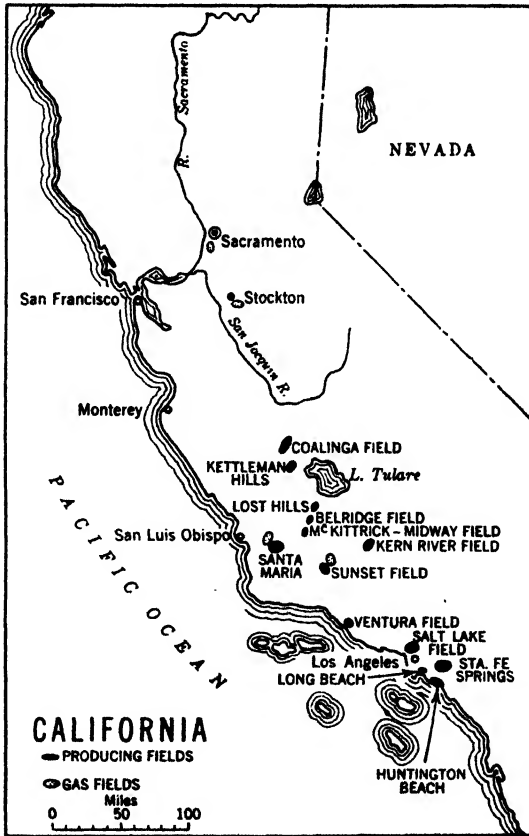 Sacramento
R.
NEVADA
Sacramento
San Francisco
Stockton
San Jocquin R.
Monterey
COALINGA FIELD
KETTLEMAN
HILLS
L. Tulare
LOST HILLS
BELRIDGE FIELD
McKITTRICK-MIDWAY FIELD
San Luis Obispo
KERN RIVER FIELD
SANTA
MARIA
SUNSET FIELD
PACIFIC OCEAN
VENTURA FIELD
SALT LAKE
FIELD
Los Angeles
LONG BEACH
STA. FE
SPRINGS
HUNTINGTON
BEACH
CALIFORNIA
PRODUCING FIELDS
GAS FIELDS
Miles
0 50 100